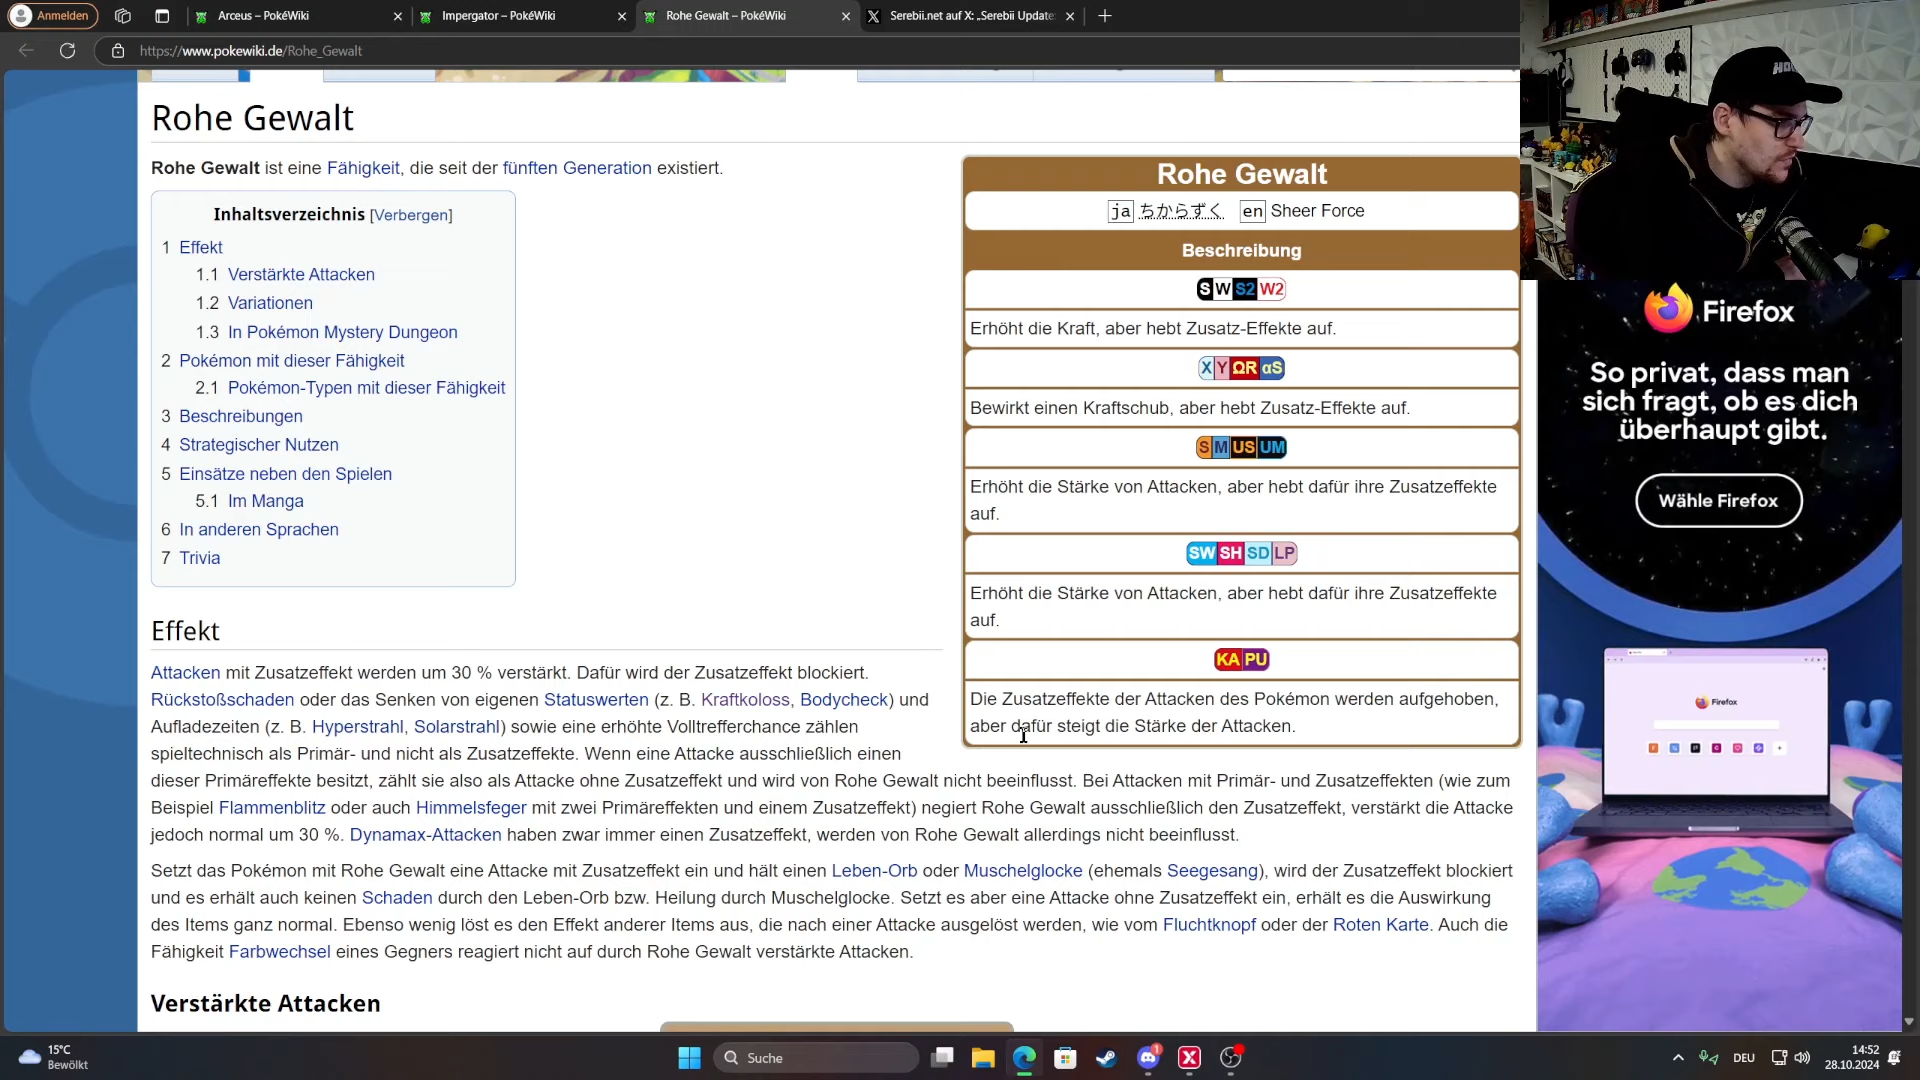 Anmelden
Arceus – PokéWiki
Impergator – PokéWiki
Rohe Gewalt – PokéWiki
Serebii.net auf X: „Serebii Update:
https://www.pokewiki.de/Rohe_Gewalt
Rohe Gewalt
Rohe Gewalt ist eine Fähigkeit, die seit der fünften Generation existiert.
Inhaltsverzeichnis [Verbergen]
1 Effekt
1.1 Verstärkte Attacken
1.2 Variationen
1.3 In Pokémon Mystery Dungeon
2 Pokémon mit dieser Fähigkeit
2.1 Pokémon-Typen mit dieser Fähigkeit
3 Beschreibungen
4 Strategischer Nutzen
5 Einsätze neben den Spielen
5.1 Im Manga
6 In anderen Sprachen
7 Trivia
Rohe Gewalt
ja ちからずく en Sheer Force
Beschreibung
S W S2 W2
Erhöht die Kraft, aber hebt Zusatz-Effekte auf.
X Y ΩR αS
Bewirkt einen Kraftschub, aber hebt Zusatz-Effekte auf.
S M US UM
Erhöht die Stärke von Attacken, aber hebt dafür ihre Zusatzeffekte
auf.
SW SH SD LP
Erhöht die Stärke von Attacken, aber hebt dafür ihre Zusatzeffekte
auf.
KA PU
Die Zusatzeffekte der Attacken des Pokémon werden aufgehoben,
aber dafür steigt die Stärke der Attacken.
Effekt
Attacken mit Zusatzeffekt werden um 30 % verstärkt. Dafür wird der Zusatzeffekt blockiert.
Rückstoßschaden oder das Senken von eigenen Statuswerten (z. B. Kraftkoloss, Bodycheck) und
Aufladezeiten (z. B. Hyperstrahl, Solarstrahl) sowie eine erhöhte Volltrefferchance zählen
spieltechnisch als Primär- und nicht als Zusatzeffekte. Wenn eine Attacke ausschließlich einen
dieser Primäreffekte besitzt, zählt sie also als Attacke ohne Zusatzeffekt und wird von Rohe Gewalt nicht beeinflusst. Bei Attacken mit Primär- und Zusatzeffekten (wie zum
Beispiel Flammenblitz oder auch Himmelsfeger mit zwei Primäreffekten und einem Zusatzeffekt) negiert Rohe Gewalt ausschließlich den Zusatzeffekt, verstärkt die Attacke
jedoch normal um 30 %. Dynamax-Attacken haben zwar immer einen Zusatzeffekt, werden von Rohe Gewalt allerdings nicht beeinflusst.
Setzt das Pokémon mit Rohe Gewalt eine Attacke mit Zusatzeffekt ein und hält einen Leben-Orb oder Muschelglocke (ehemals Seegesang), wird der Zusatzeffekt blockiert
und es erhält auch keinen Schaden durch den Leben-Orb bzw. Heilung durch Muschelglocke. Setzt es aber eine Attacke ohne Zusatzeffekt ein, erhält es die Auswirkung
des Items ganz normal. Ebenso wenig löst es den Effekt anderer Items aus, die nach einer Attacke ausgelöst werden, wie vom Fluchtknopf oder der Roten Karte. Auch die
Fähigkeit Farbwechsel eines Gegners reagiert nicht auf durch Rohe Gewalt verstärkte Attacken.
Verstärkte Attacken
Firefox
So privat, dass man
sich fragt, ob es dich
überhaupt gibt.
Wähle Firefox
Firefox
15°C
Bewölkt
Suche
1
DEU
14:52
28.10.2024